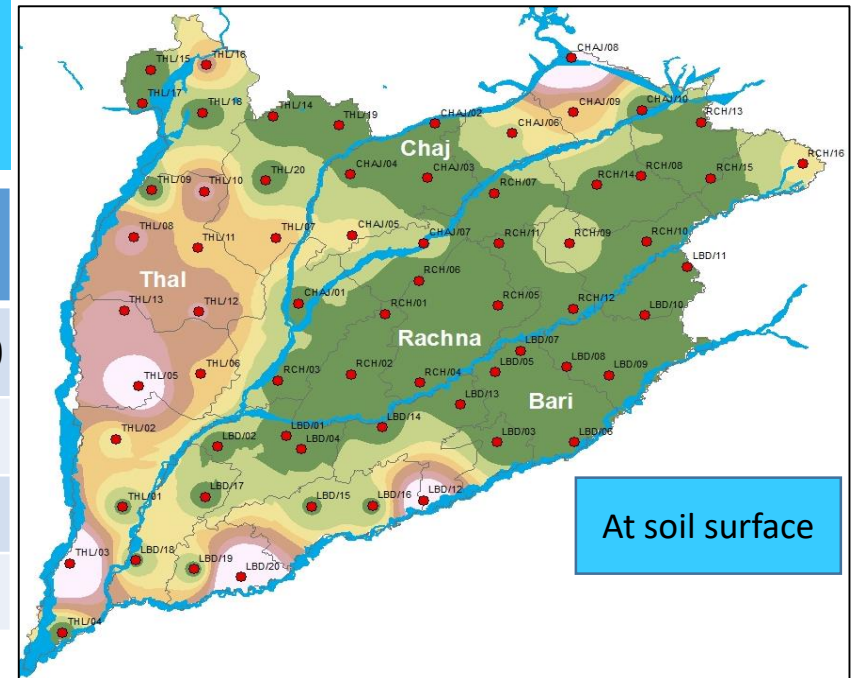 CHAJ/08
THL/15
THL/16
THL/17
CHAJ/09
THL/18
THL/14
CHAJ/02
CHAJ/10
THL/19
CHAJ/06
RCH/13
Chaj
RCH/16
CHAJ/04
CHAJ/03
THL/09
THL/10
THL/20
RCH/07
RCH/14
RCH/08
RCH/15
THL/08
THL/11
THL/07
CHAJ/05
CHAJ/07
RCH/11
RCH/09
RCH/10
LBD/11
Thal
RCH/06
THL/13
THL/12
CHAJ/01
RCH/01
RCH/05
RCH/12
LBD/10
Rachna
LBD/07
THL/05
THL/06
RCH/03
RCH/02
RCH/04
LBD/05
LBD/08
LBD/09
Bari
LBD/13
THL/02
LBD/02
LBD/01
LBD/04
LBD/14
LBD/03
LBD/06
THL/01
LBD/17
LBD/15
LBD/16
LBD/12
At soil surface
THL/03
LBD/18
LBD/19
LBD/20
THL/04
)